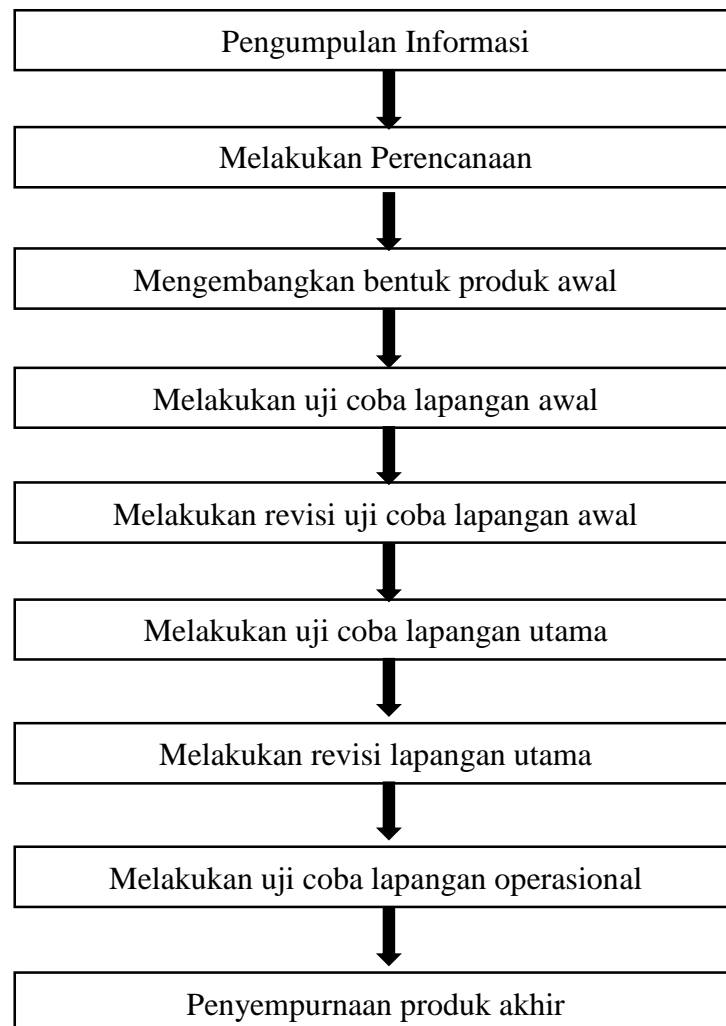 Pengumpulan Informasi
Melakukan Perencanaan
Mengembangkan bentuk produk awal
Melakukan uji coba lapangan awal
Melakukan revisi uji coba lapangan awal
Melakukan uji coba lapangan utama
Melakukan revisi lapangan utama
Melakukan uji coba lapangan operasional
Penyempurnaan produk akhir